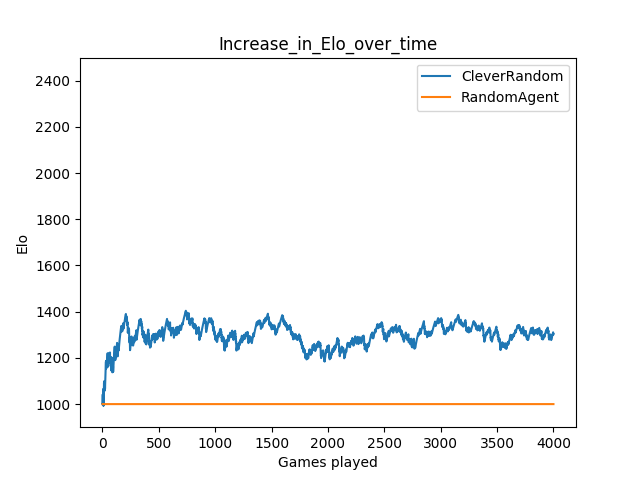 Increase_in_Elo_over_time
CleverRandom
RandomAgent
2400
2200
2000
1800
1600
1400
1200
1000
Elo
0 500 1000 1500 2000 2500 3000 3500 4000
Games played